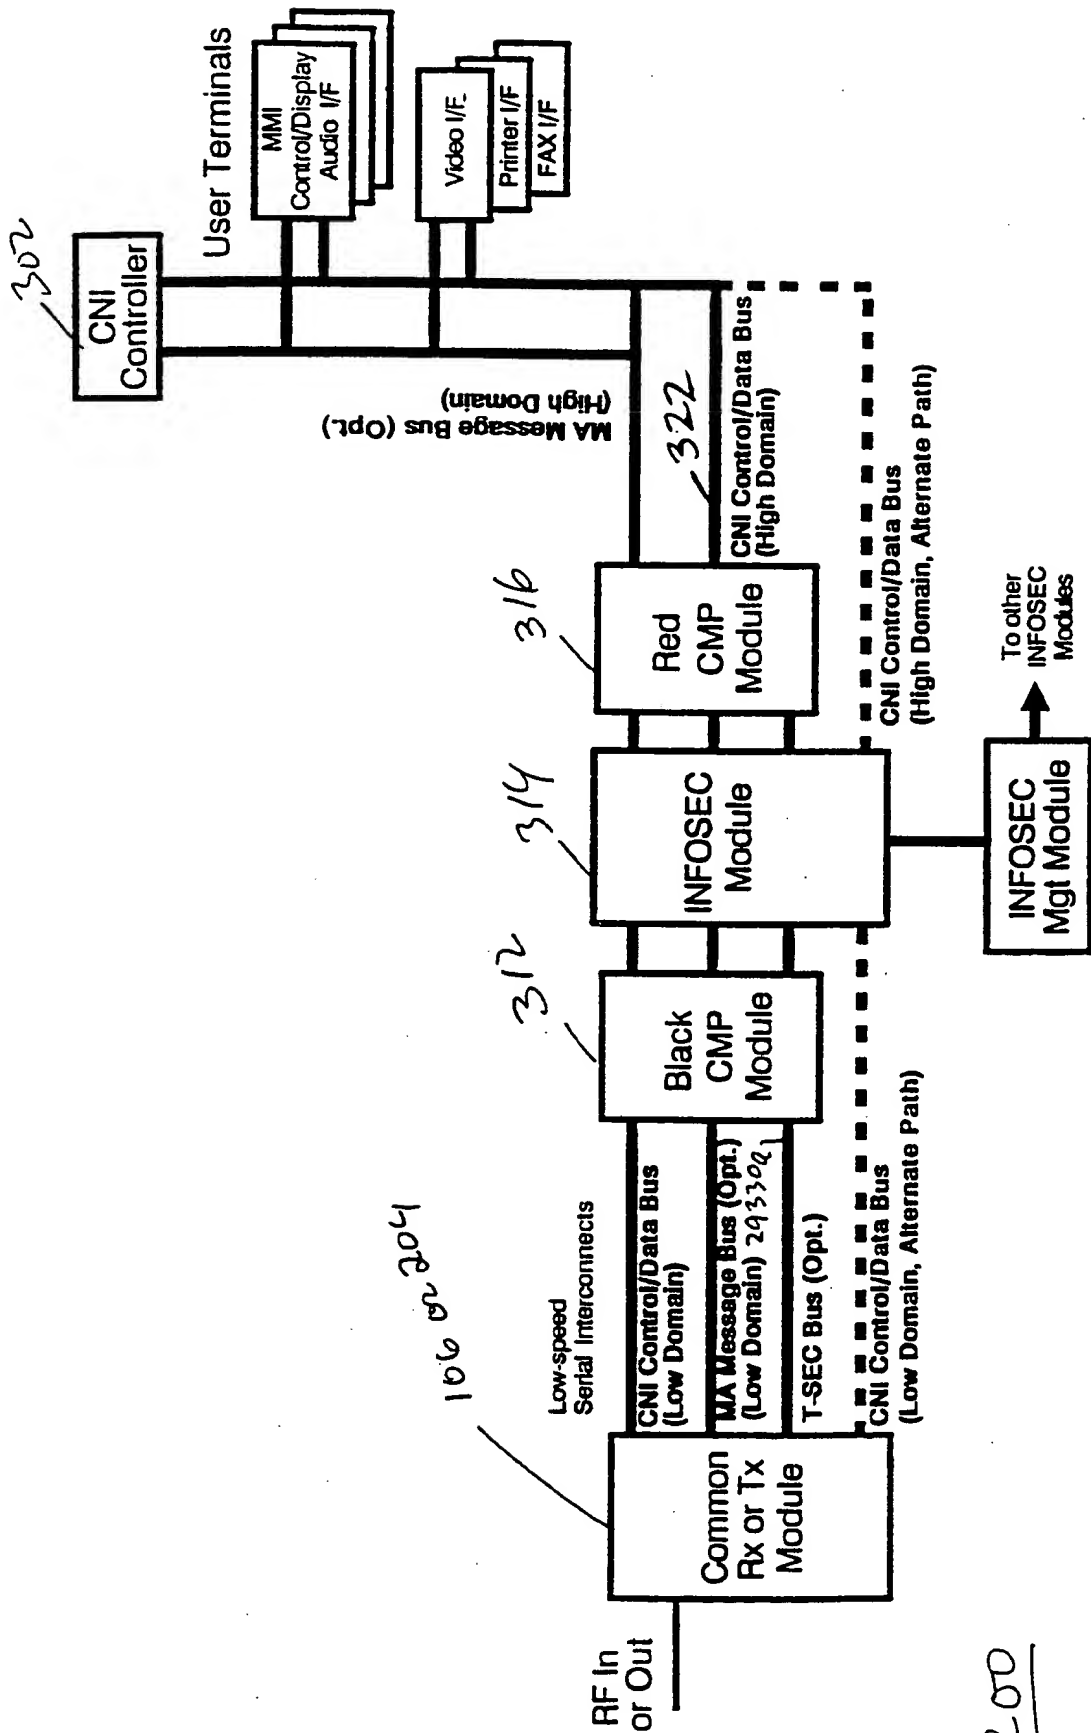 302
CNI
Controller
User Terminals
MMI
Control/Display
Audio I/F
Video I/F
Printer I/F
FAX I/F
MA Message Bus (Opt.)
(High Domain)
322
CNI Control/Data Bus
(High Domain)
CNI Control/Data Bus
(High Domain, Alternate Path)
316
Red
CMP
Module
314
INFOSEC
Module
To other
INFOSEC
Modules
INFOSEC
Mgt Module
312
Black
CMP
Module
106 or 204
Low-speed
Serial Interconnects
CNI Control/Data Bus
(Low Domain)
MA Message Bus (Opt.)
(Low Domain)
T-SEC Bus (Opt.)
CNI Control/Data Bus
(Low Domain, Alternate Path)
Common
Rx or Tx
Module
RF In
or Out